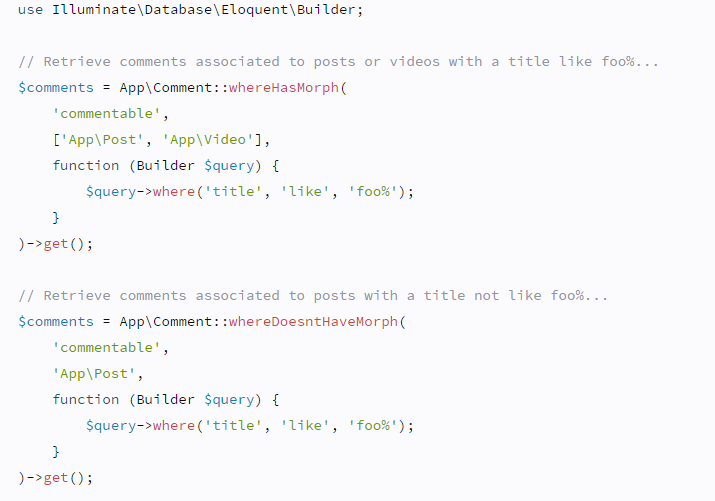 use Illuminate\Database\Eloquent\Builder;
// Retrieve comments associated to posts or videos with a title like foo%...
$comments = App\Comment::whereHasMorph(
    'commentable',
    ['App\Post', 'App\Video'],
    function (Builder $query) {
        $query->where('title', 'like', 'foo%');
    }
)->get();
// Retrieve comments associated to posts with a title not like foo%...
$comments = App\Comment::whereDoesntHaveMorph(
    'commentable',
    'App\Post',
    function (Builder $query) {
        $query->where('title', 'like', 'foo%');
    }
)->get();